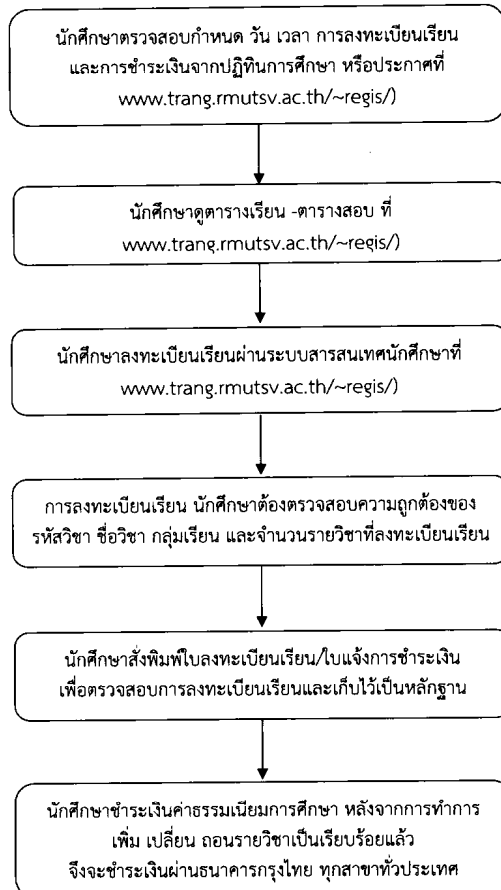 นักศึกษาตรวจสอบกำหนด วัน เวลา การลงทะเบียนเรียน
และการชำระเงินจากปฏิทินการศึกษา หรือประกาศที่
www.trang.rmutsv.ac.th/~regis/)
นักศึกษาดูตารางเรียน -ตารางสอบ ที่
www.trang.rmutsv.ac.th/~regis/)
นักศึกษาลงทะเบียนเรียนผ่านระบบสารสนเทศนักศึกษาที่
www.trang.rmutsv.ac.th/~regis/)
การลงทะเบียนเรียน นักศึกษาต้องตรวจสอบความถูกต้องของ
รหัสวิชา ชื่อวิชา กลุ่มเรียน และจำนวนรายวิชาที่ลงทะเบียนเรียน
นักศึกษาสั่งพิมพ์ใบลงทะเบียนเรียน/ใบแจ้งการชำระเงิน
เพื่อตรวจสอบการลงทะเบียนเรียนและเก็บไว้เป็นหลักฐาน
นักศึกษาชำระเงินค่าธรรมเนียมการศึกษา หลังจากการทำการ
เพิ่ม เปลี่ยน ถอนรายวิชาเป็นเรียบร้อยแล้ว
จึงจะชำระเงินผ่านธนาคารกรุงไทย ทุกสาขาทั่วประเทศ